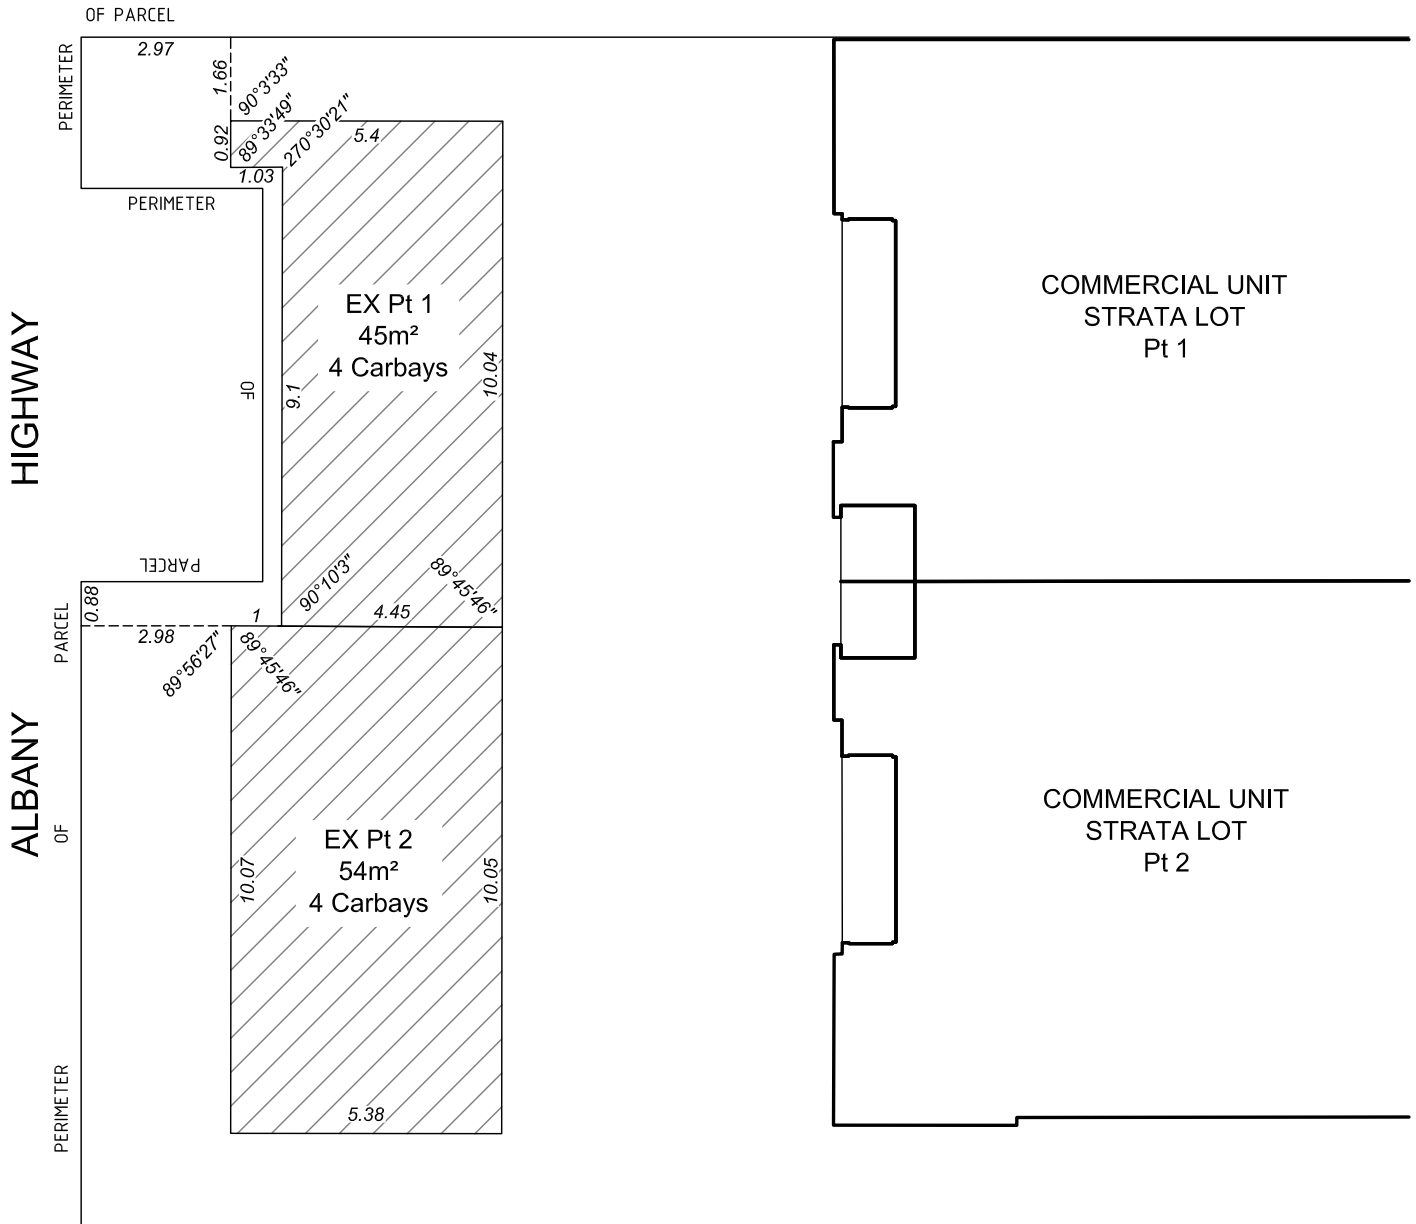 OF PARCEL
PERIMETER
2.97
1.66
90°3'33"
0.92
89°33'49"
270°30'21"
5.4
1.03
PERIMETER
HIGHWAY
EX Pt 1
45m²
4 Carbays
10.04
9.1
OF
COMMERCIAL UNIT
STRATA LOT
Pt 1
PARCEL
0.88
90°10'3"
89°45'46"
1
4.45
PARCEL
2.98
89°56'27"
89°45'46"
ALBANY
OF
EX Pt 2
54m²
4 Carbays
10.07
10.05
COMMERCIAL UNIT
STRATA LOT
Pt 2
PERIMETER
5.38